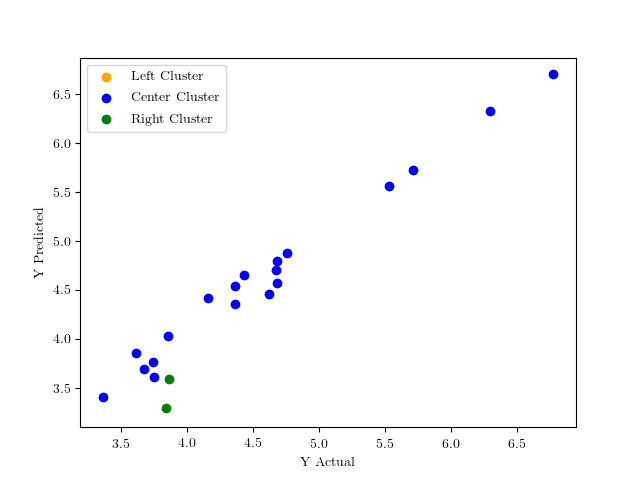 Left Cluster
Center Cluster
Right Cluster
6.5
6.0
5.5
5.0
4.5
4.0
3.5
Y Predicted
3.5 4.0 4.5 5.0 5.5 6.0 6.5
Y Actual